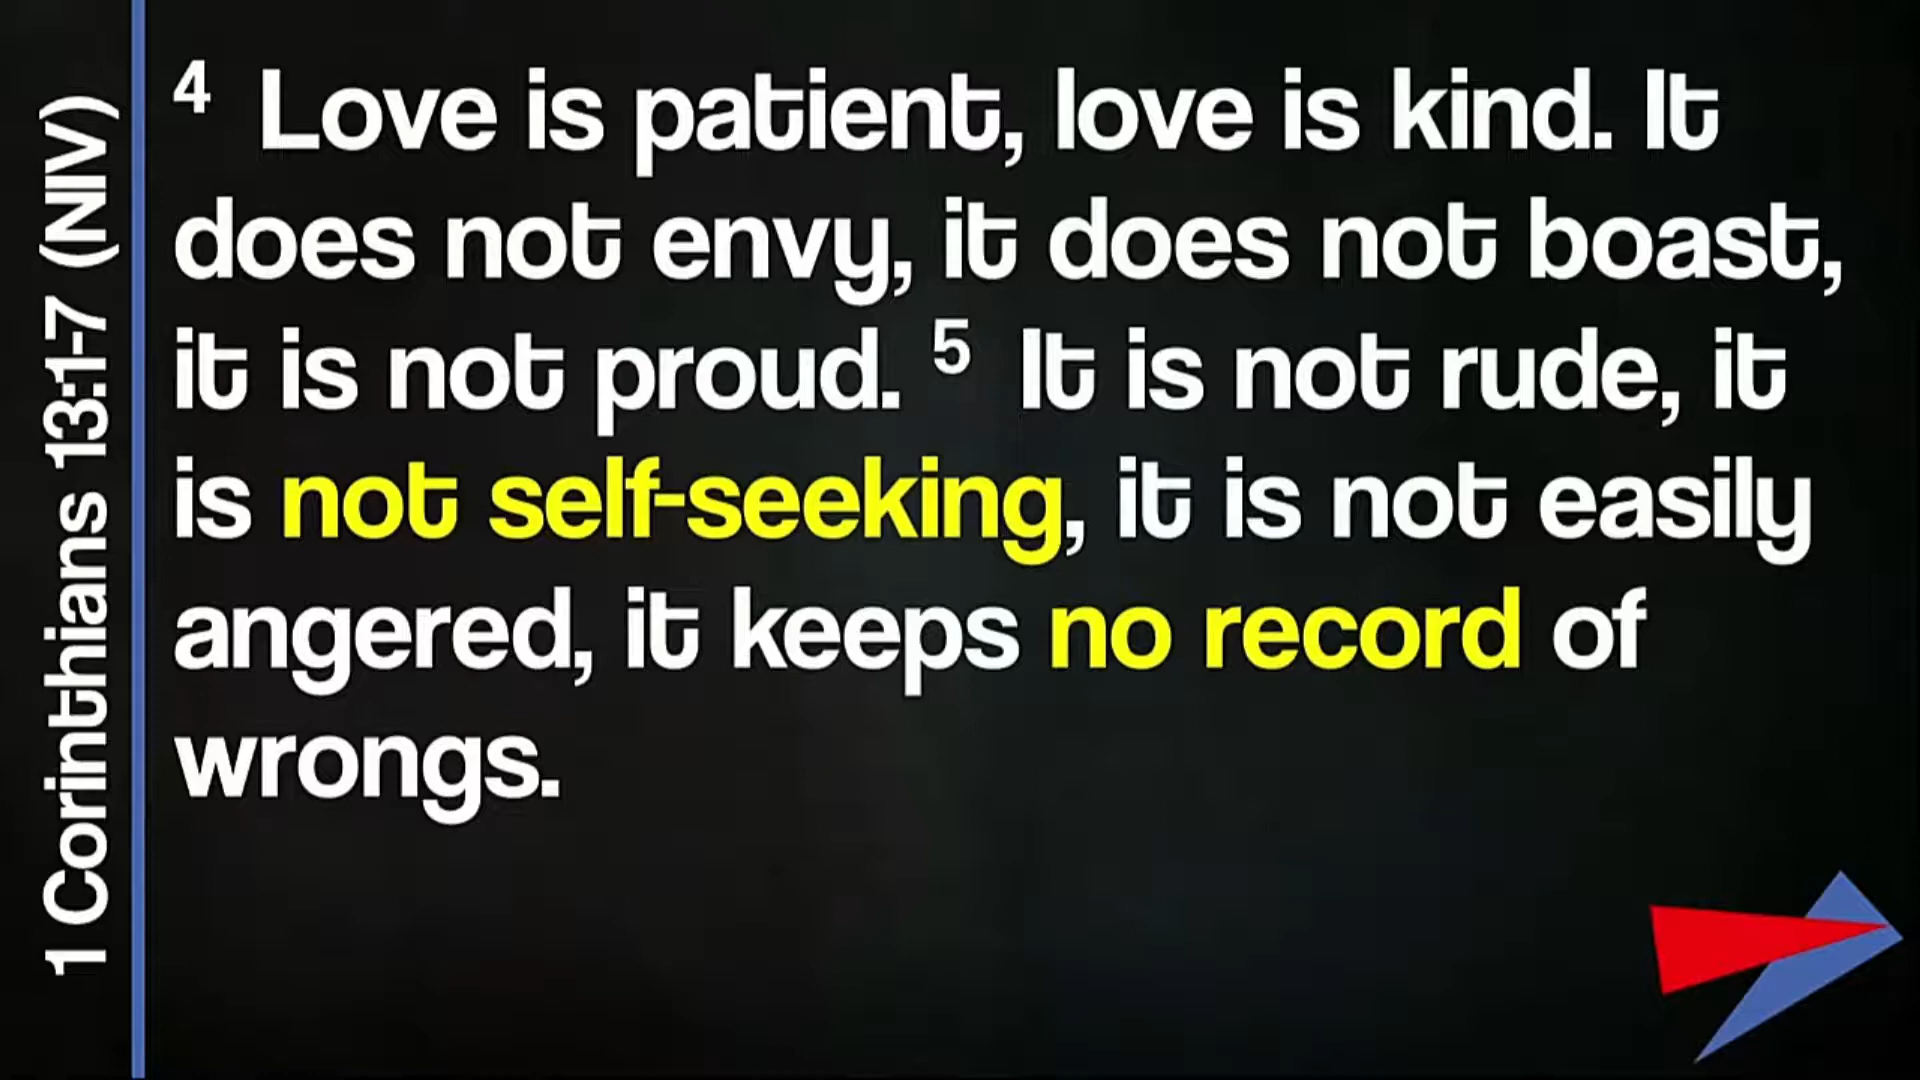 1 Corinthians 13:1-7 (NIV)
4 Love is patient, love is kind. It
does not envy, it does not boast,
it is not proud. 5 It is not rude, it
is not self-seeking, it is not easily
angered, it keeps no record of
wrongs.